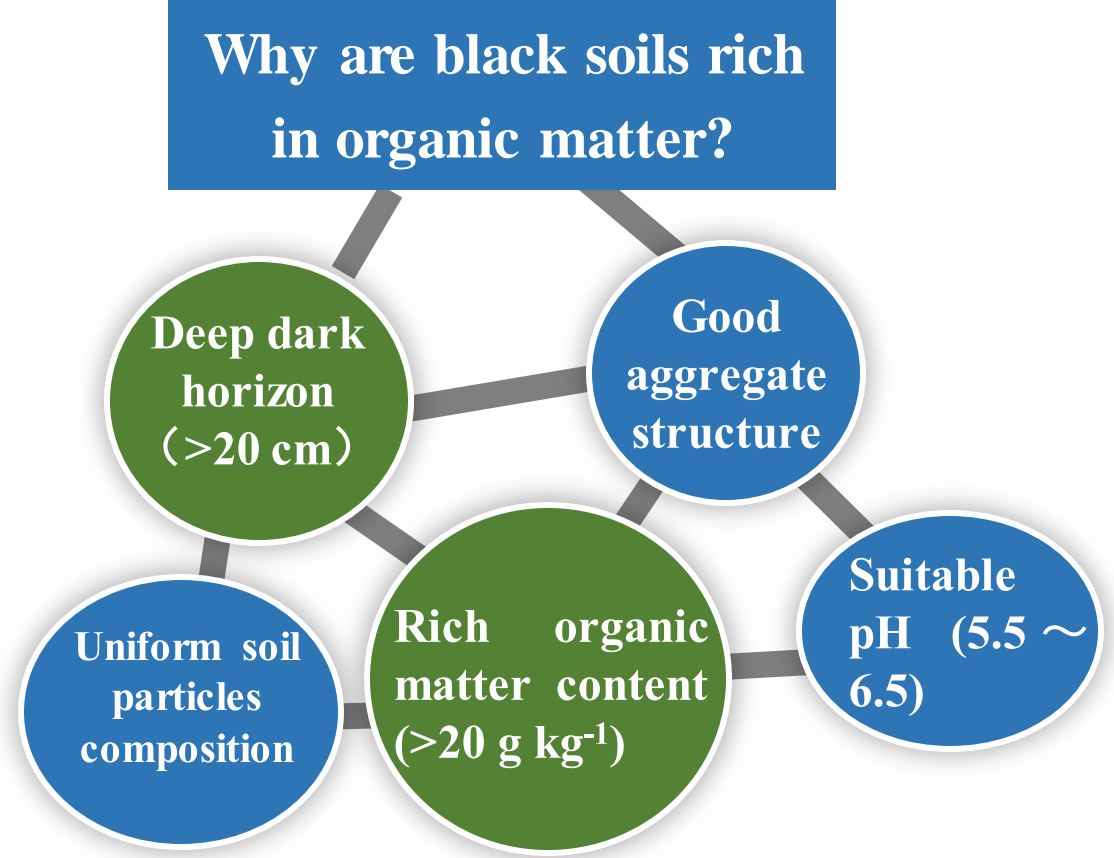 Why are black soils rich
in organic matter?
Deep dark
horizon
（>20 cm）
Good
aggregate
structure
Uniform soil
particles
composition
Rich organic
matter content
(>20 g kg⁻¹)
Suitable
pH (5.5 ～
6.5)